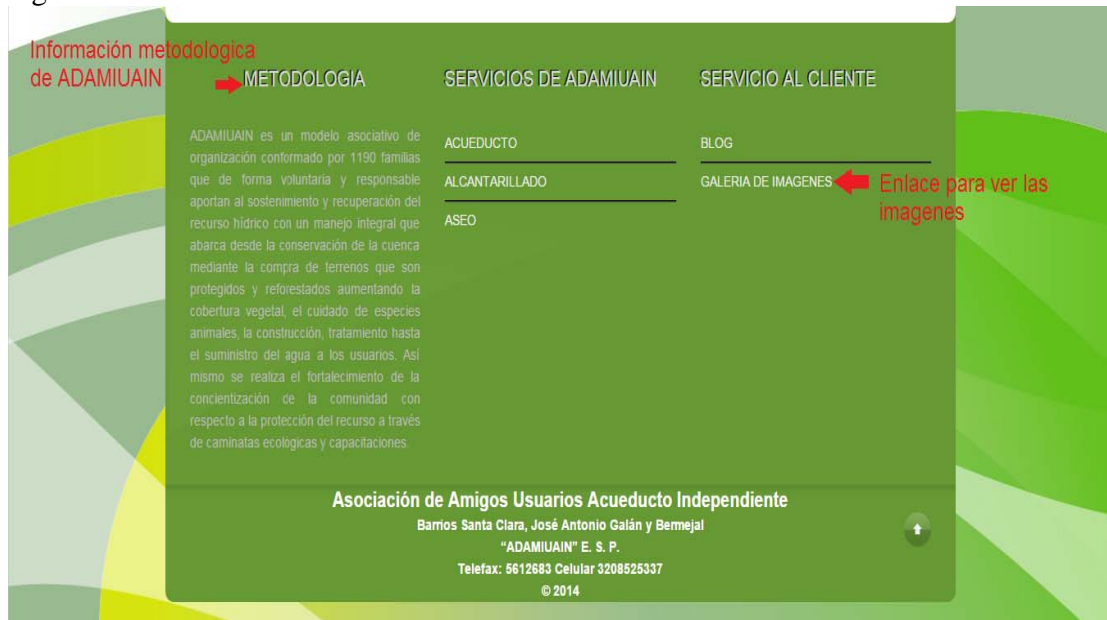 Información metodologica
de ADAMIUAIN
METODOLOGIA
ADAMIUAIN es un modelo asociativo de
organización conformado por 1190 familias
que de forma voluntaria y responsable
aportan al sostenimiento y recuperación del
recurso hídrico con un manejo integral que
abarca desde la conservación de la cuenca
mediante la compra de terrenos que son
protegidos y reforestados aumentando la
cobertura vegetal, el cuidado de especies
animales, la construcción, tratamiento hasta
el suministro del agua a los usuarios. Así
mismo se realiza el fortalecimiento de la
concientización de la comunidad con
respecto a la protección del recurso a través
de caminatas ecológicas y capacitaciones.
SERVICIOS DE ADAMIUAIN
ACUEDUCTO
ALCANTARILLADO
ASEO
SERVICIO AL CLIENTE
BLOG
GALERIA DE IMAGENES
Enlace para ver las
imagenes
Asociación de Amigos Usuarios Acueducto Independiente
Barrios Santa Clara, José Antonio Galán y Bermejal
“ADAMIUAIN” E. S. P.
Telefax: 5612683 Celular 3208525337
© 2014